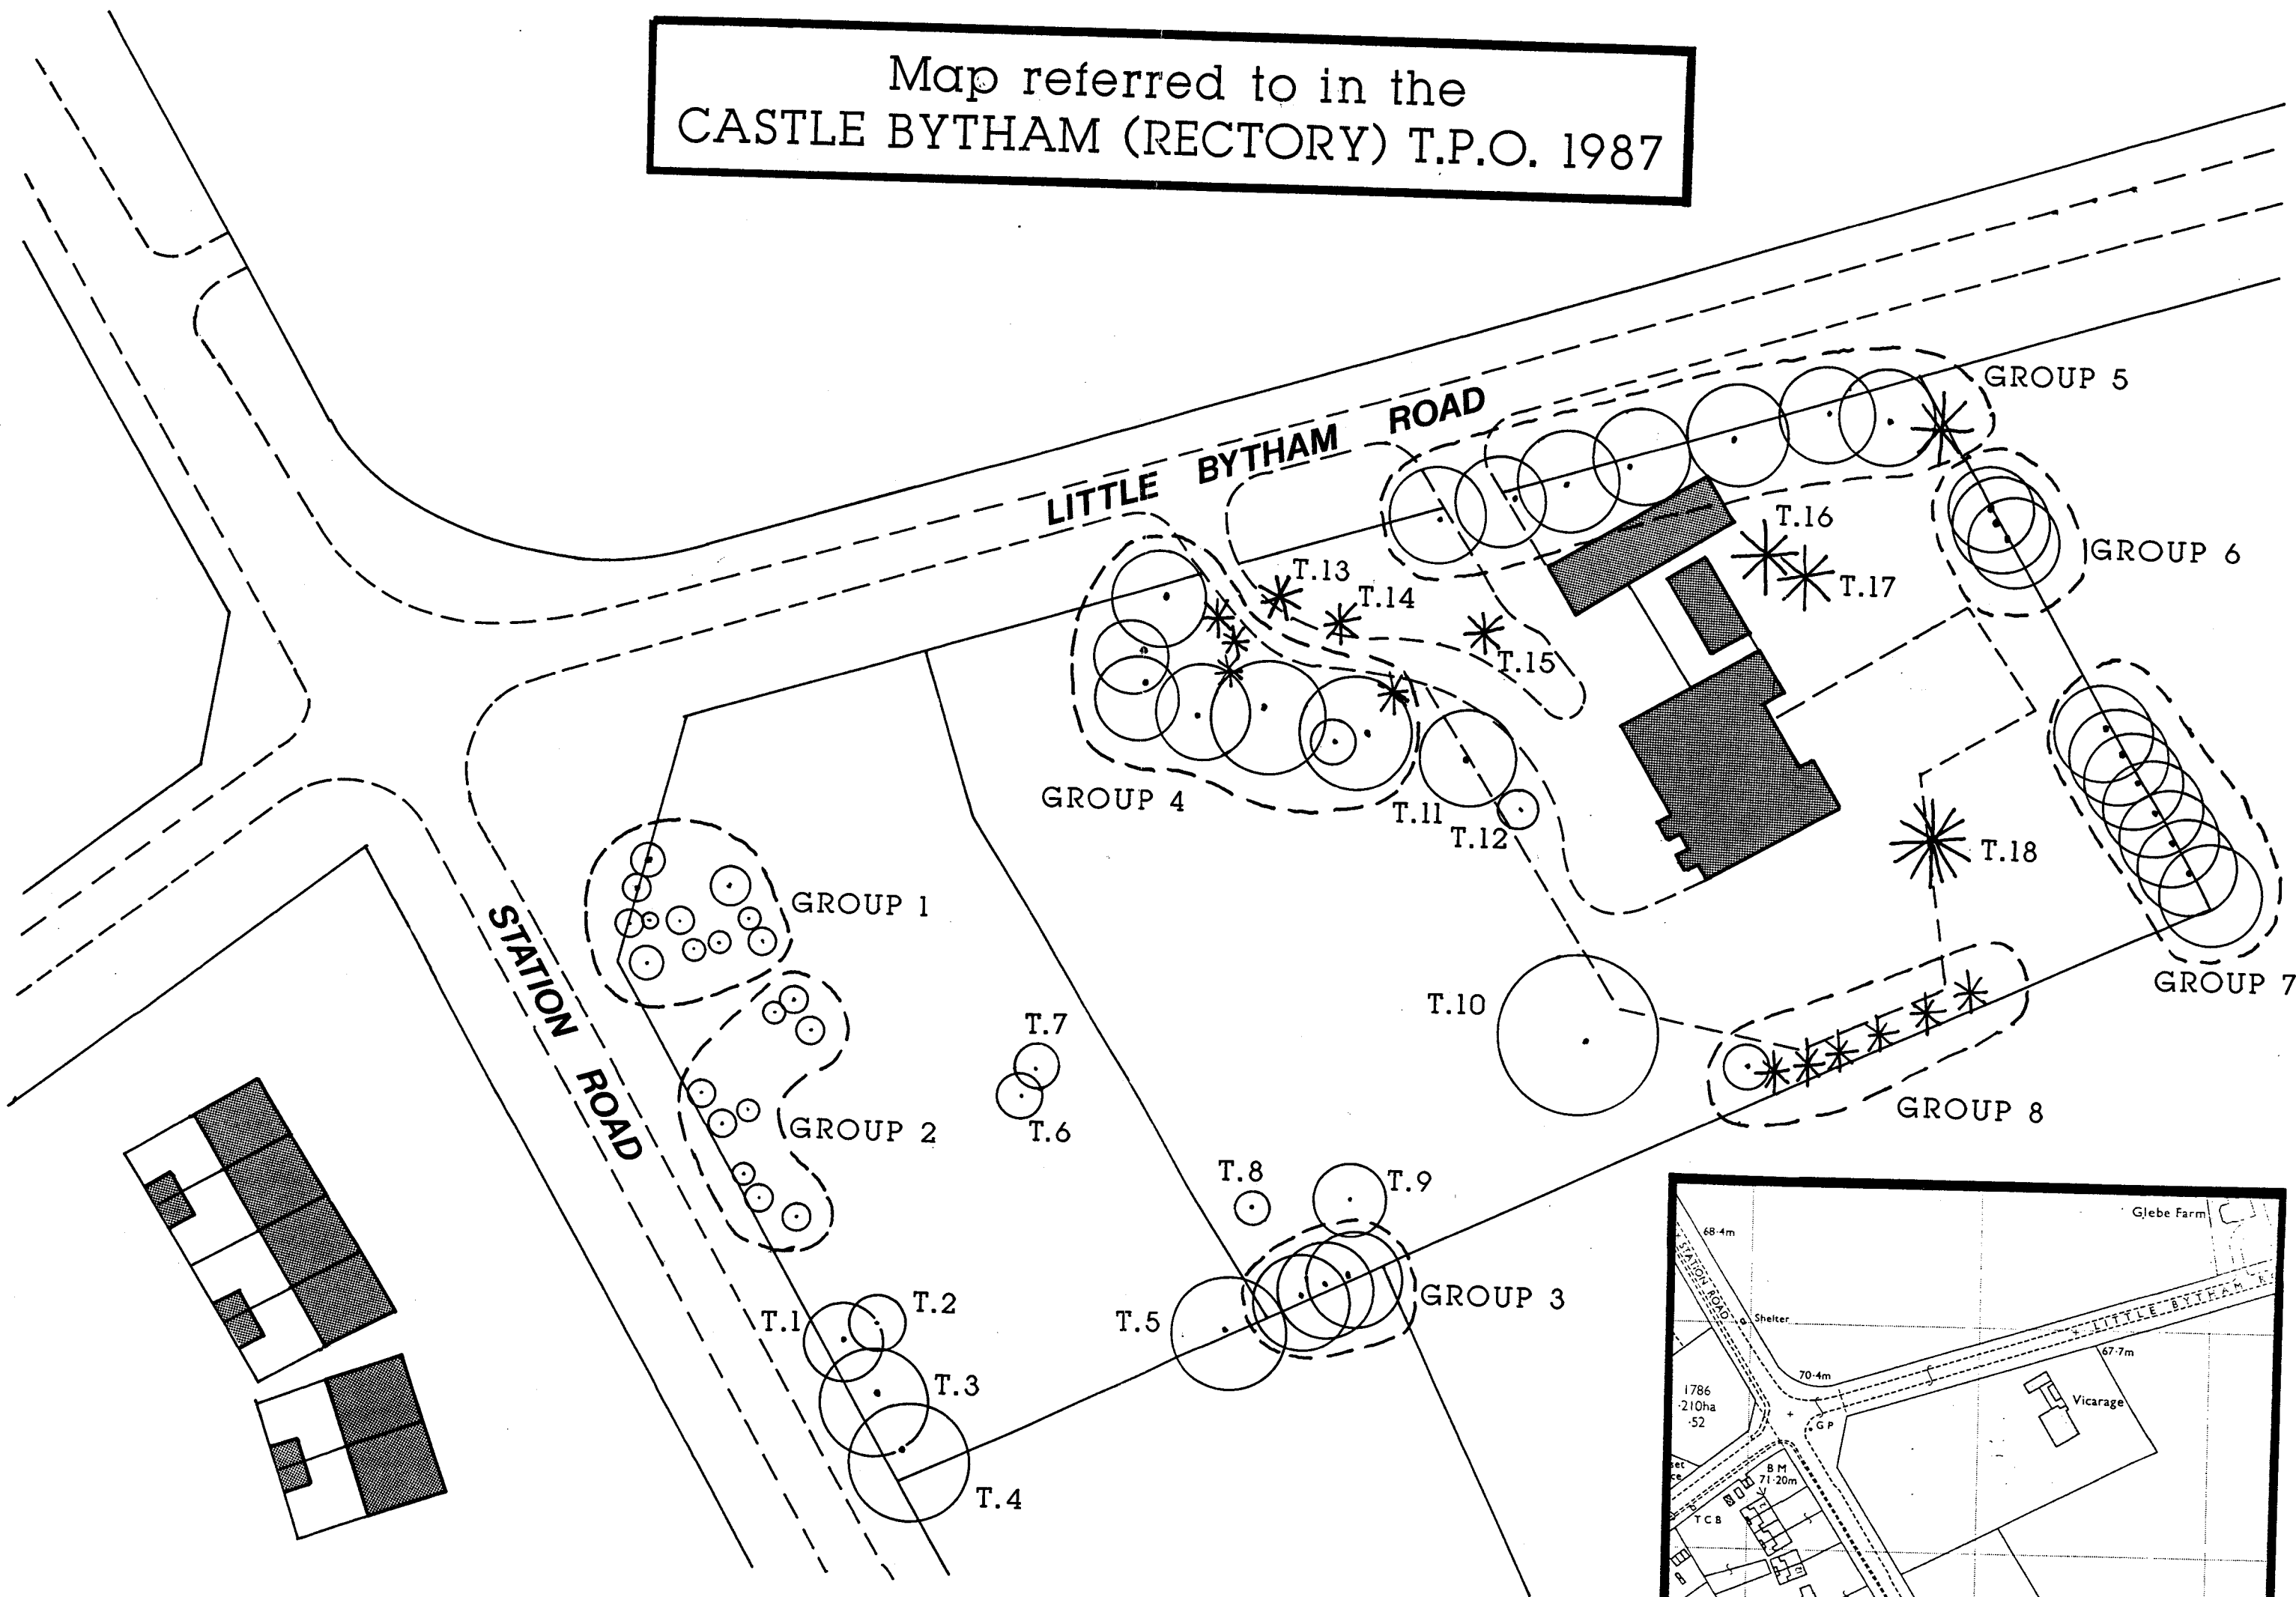 Map referred to in the
CASTLE BYTHAM (RECTORY) T.P.O. 1987
LITTLE BYTHAM ROAD
GROUP 5
T.16
T.17
GROUP 6
T.13
T.14
T.15
GROUP 4
T.11
T.12
T.18
GROUP 1
GROUP 7
STATION ROAD
T.10
T.7
T.6
GROUP 2
GROUP 8
T.8
T.9
T.1
T.2
T.5
GROUP 3
T.3
T.4
Glebe Farm
68·4m
STATION ROAD
Shelter
LITTLE BYTHAM
67·7m
70·4m
1786
·210ha
·52
Vicarage
GP
BM
71·20m
TCB